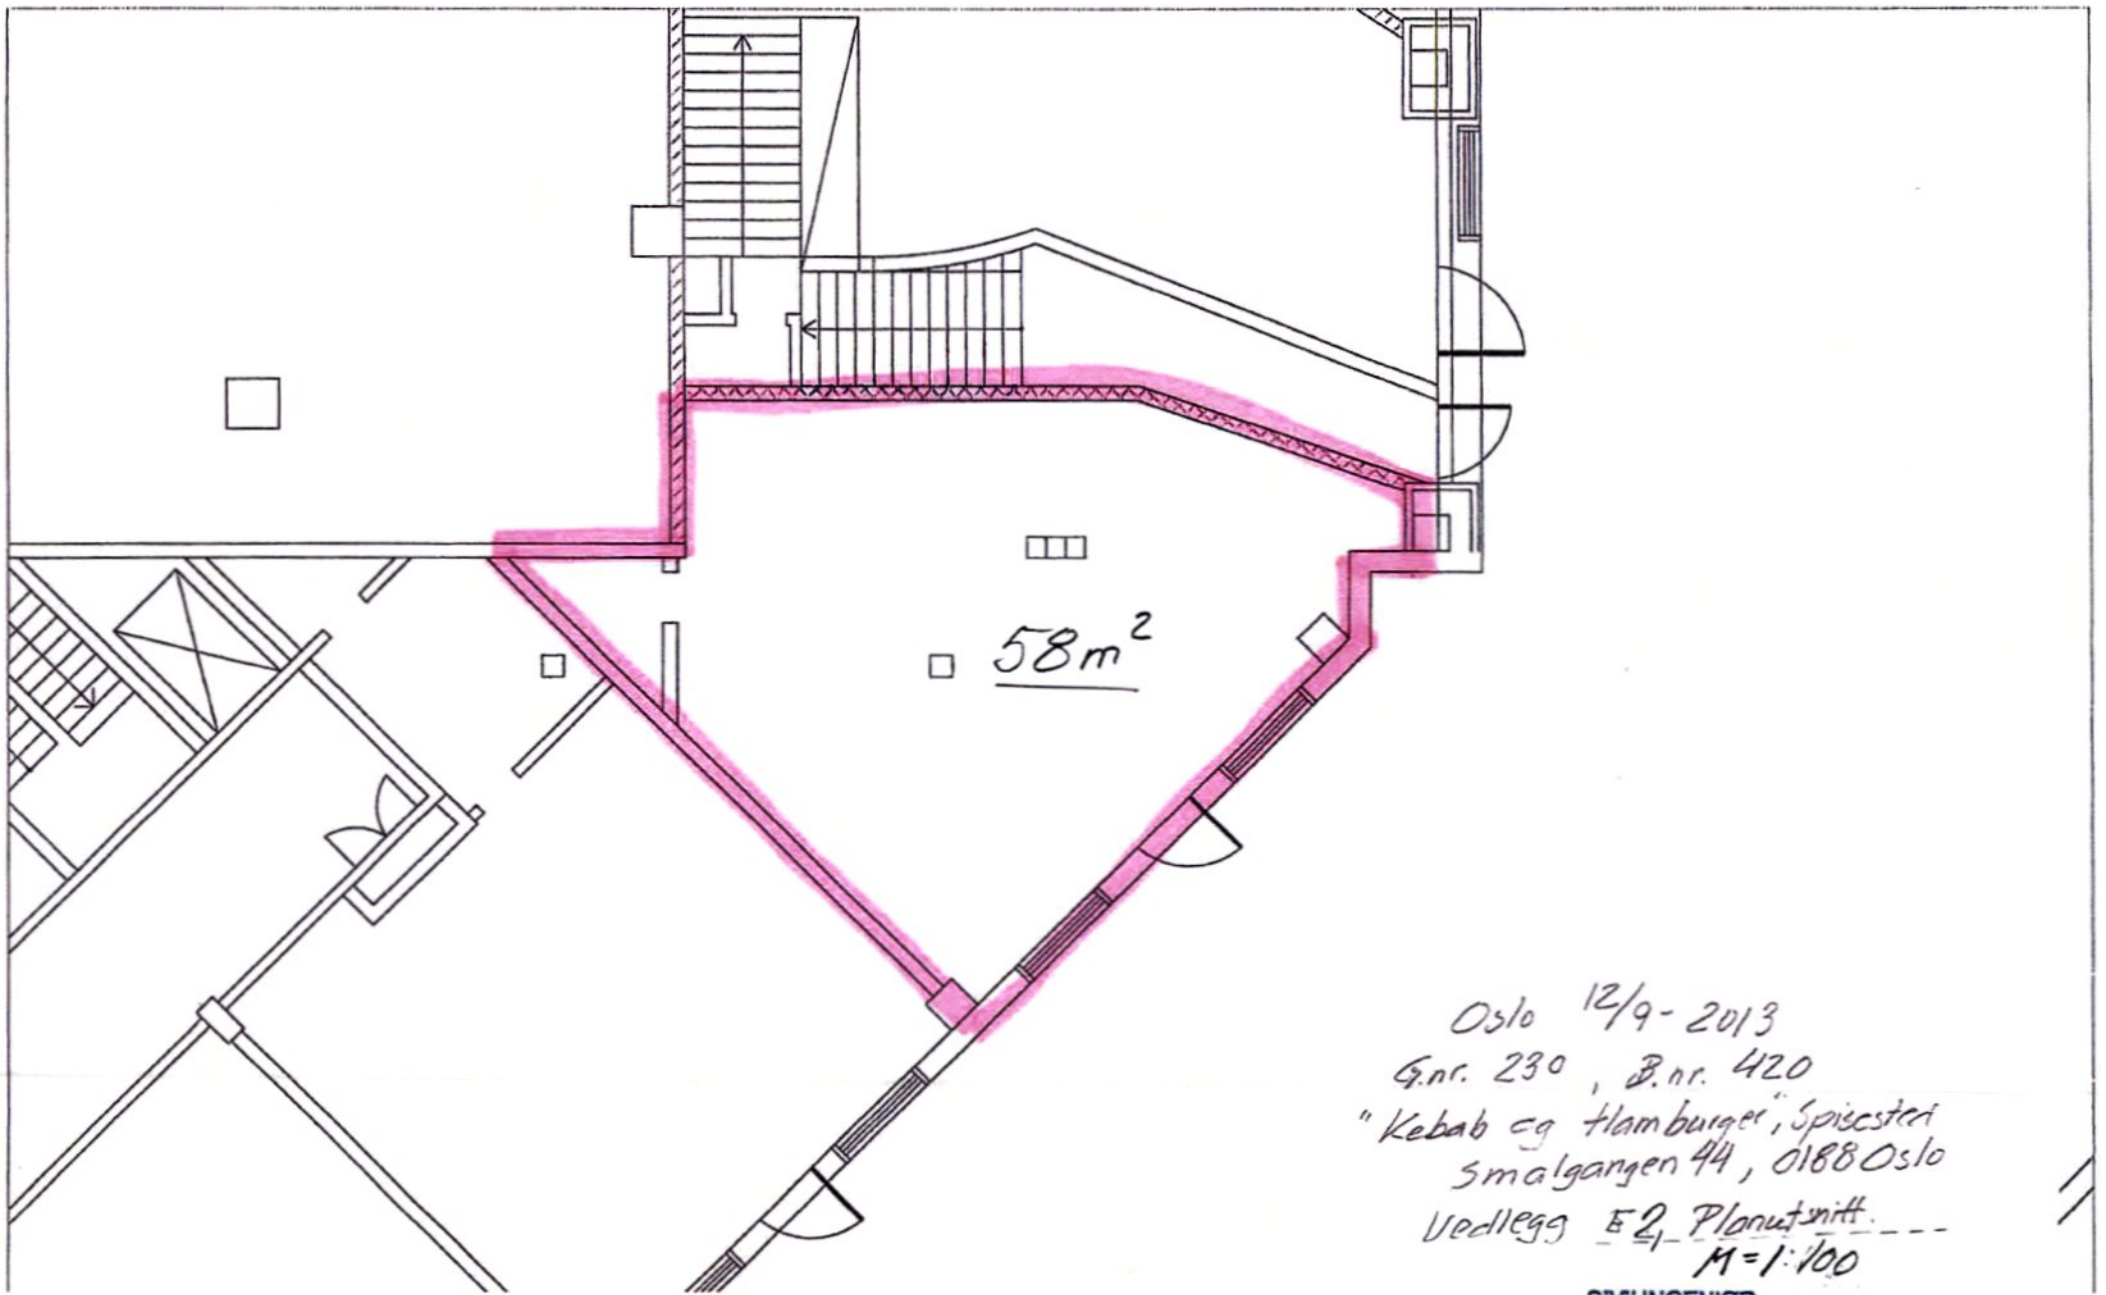 58m²
Oslo 12/9-2013
G.nr. 230, B.nr. 420
"Kebab og Hamburger", Spisested
Smalgangen 44, 0188 Oslo
Vedlegg E2, Planutsnitt.
M=1:100